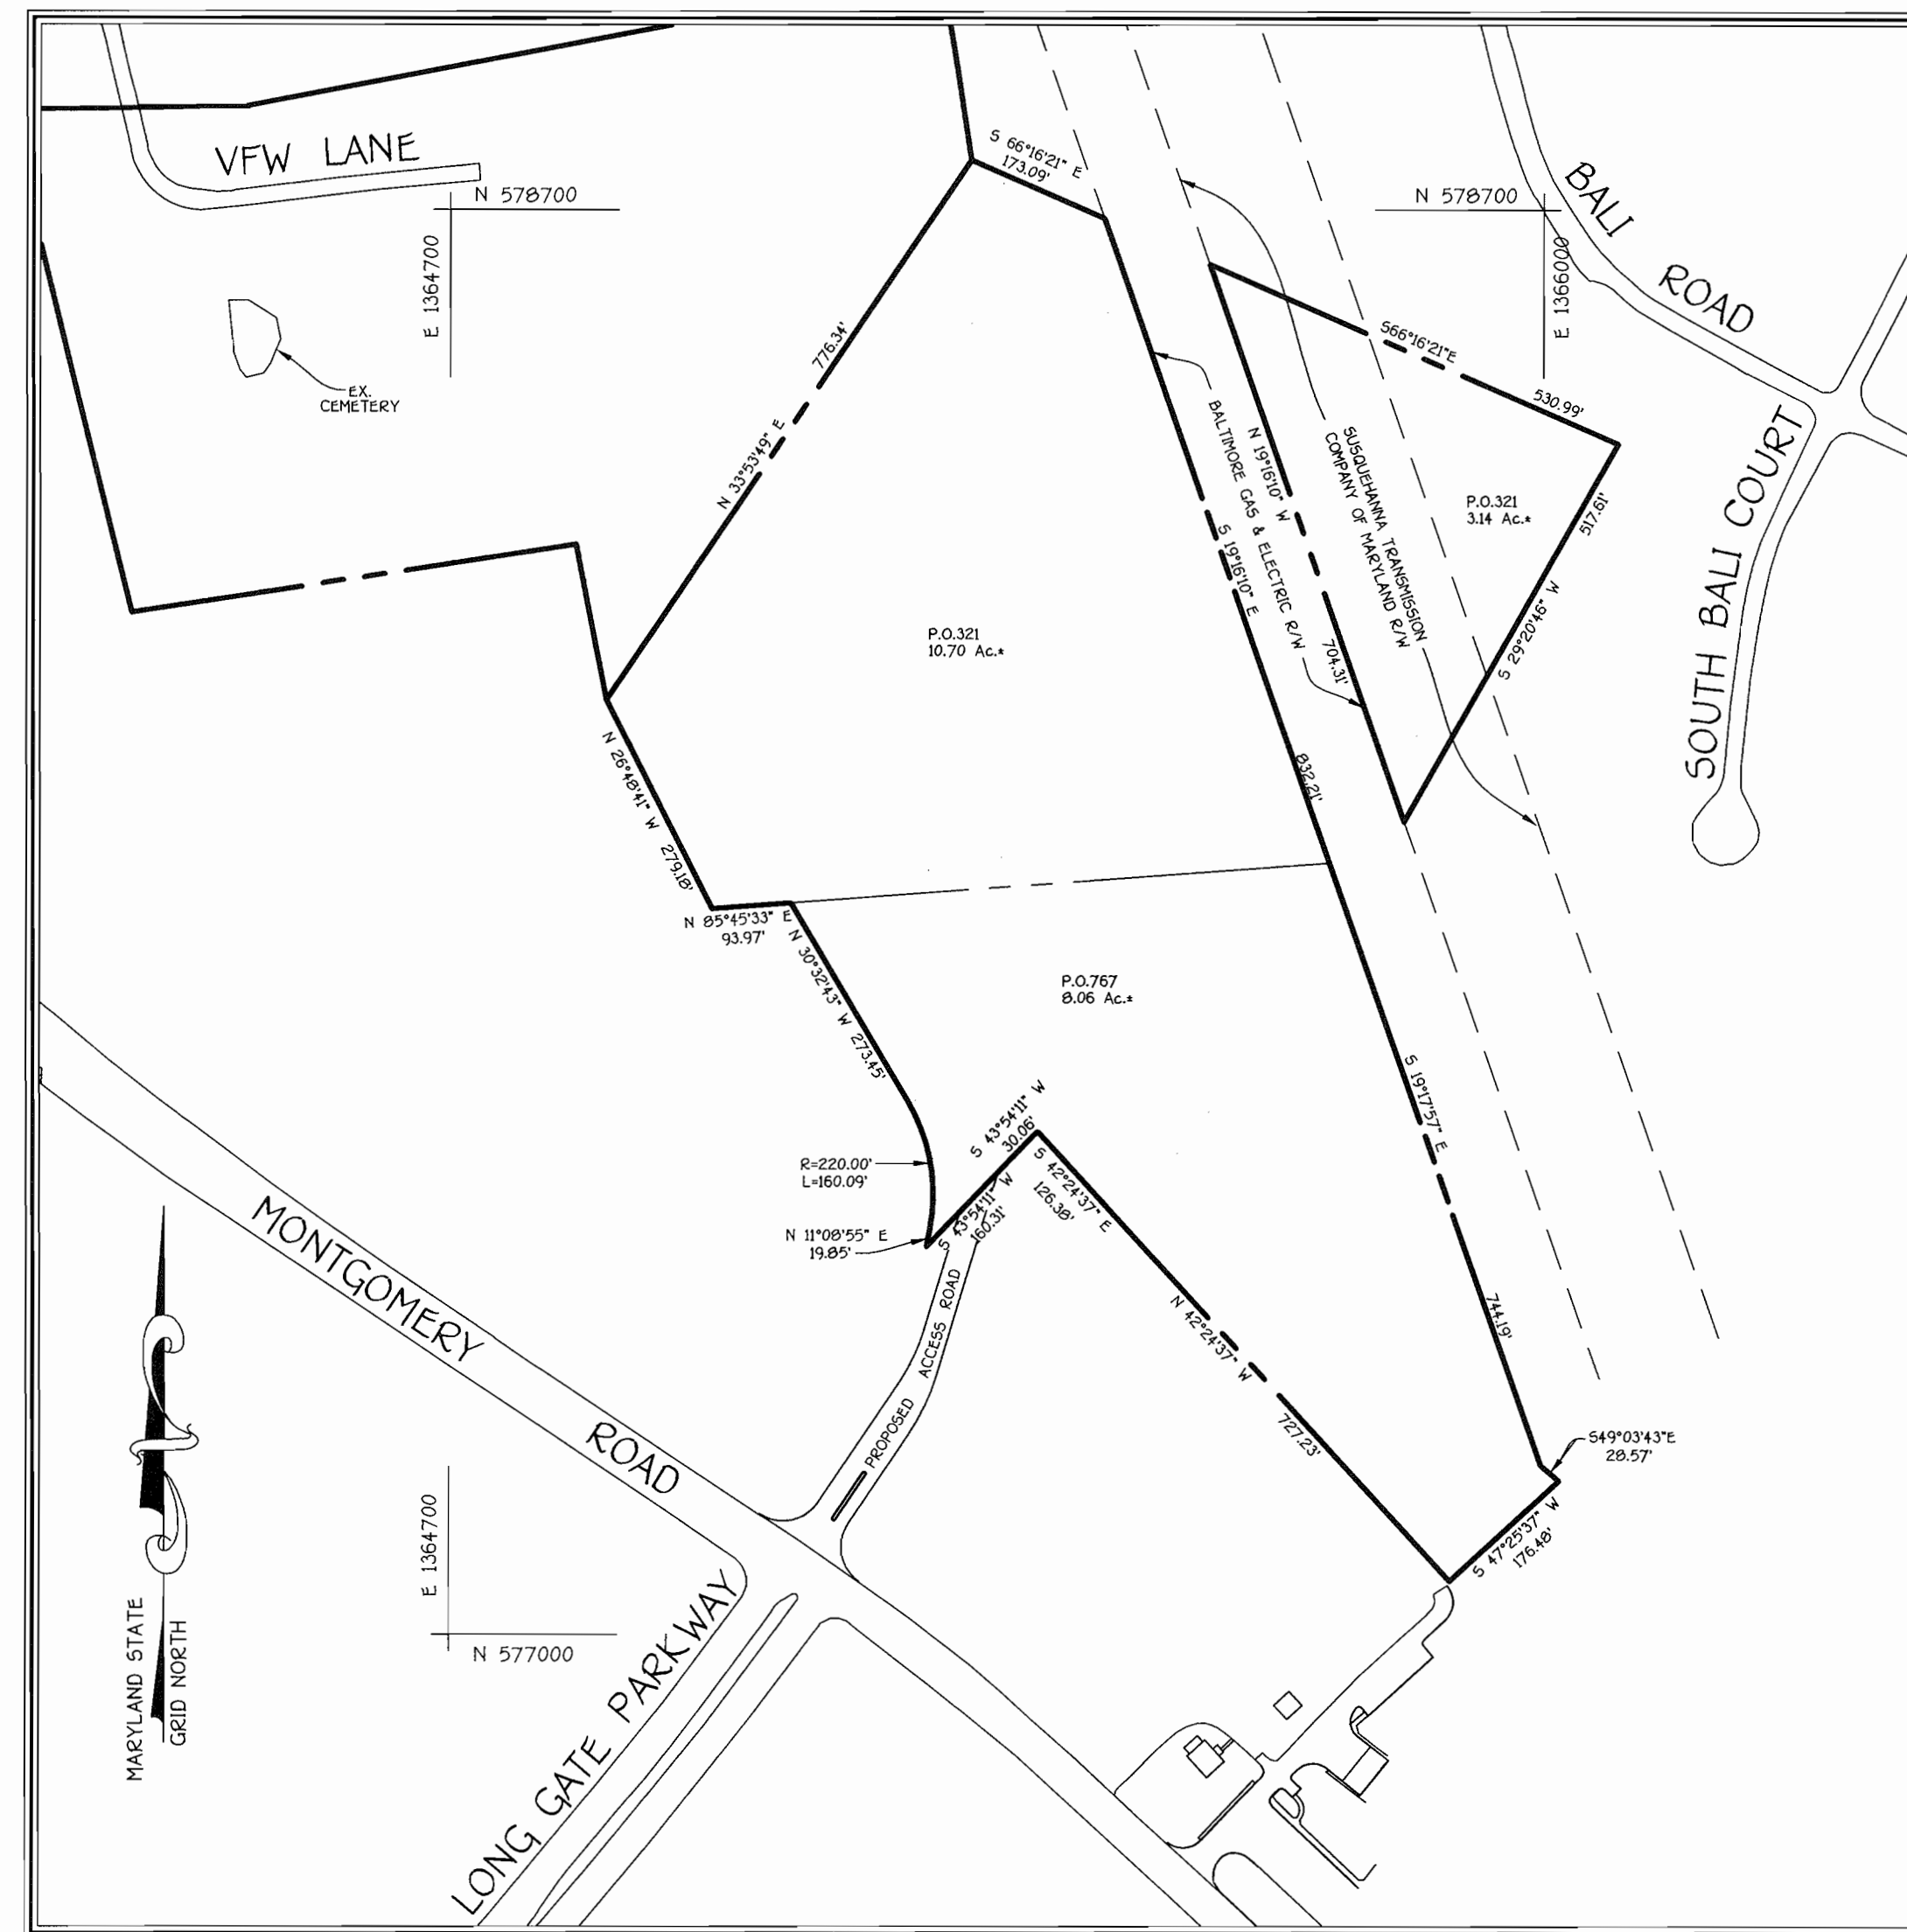 VFW LANE
N 578700
E 1364700
EX.
CEMETERY
S 66°16'21" E
173.09'
N 578700
E 1366000
BALI
ROAD
776.34'
N 33°53'49" E
S66°16'21"E
530.99'
BALTIMORE GAS & ELECTRIC R/W
N 19°16'10" W
704.31'
SUSQUEHANNA TRANSMISSION
COMPANY OF MARYLAND R/W
P.O.321
3.14 Ac.±
517.61'
S 29°20'46" W
SOUTH BALI COURT
S 19°16'10" E
832.21'
P.O.321
10.70 Ac.±
N 26°48'41" W 279.18'
N 85°45'33" E
93.97'
N 30°32'43" W 273.45'
P.O.767
8.06 Ac.±
S 19°17'57" E
744.19'
S 43°54'11" W
30.06'
R=220.00'
L=160.09'
S 43°54'11" W
160.31'
S 42°24'37" E
126.38'
N 11°08'55" E
19.85'
N 42°24'37" W
727.23'
PROPOSED ACCESS ROAD
S49°03'43"E
28.57'
S 47°25'37" W
176.48'
MONTGOMERY ROAD
E 1364700
N 577000
LONG GATE PARKWAY
MARYLAND STATE
GRID NORTH